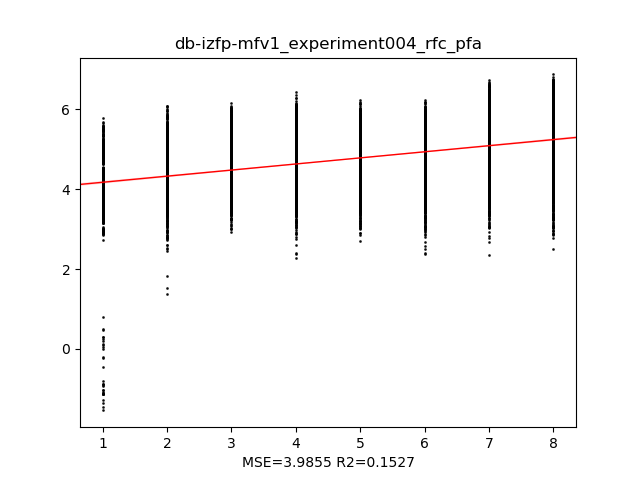 db-izfp-mfv1_experiment004_rfc_pfa
6
4
2
0
1 2 3 4 5 6 7 8
MSE=3.9855 R2=0.1527